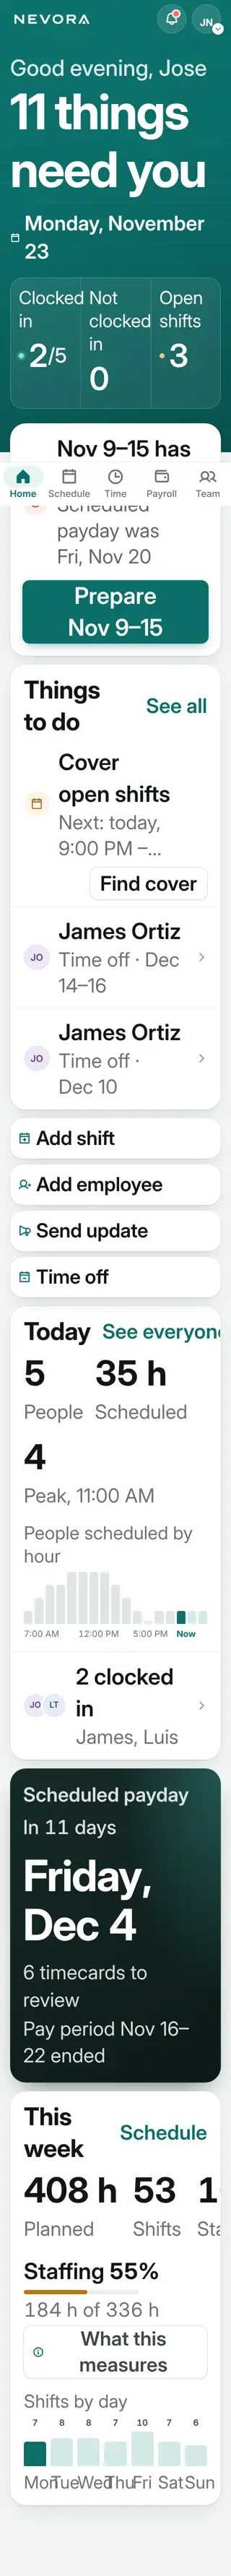 NEVORA
JN
Good evening, Jose
11 things
need you
Monday, November
23
Clocked
in
2/5
Not
clocked
in
0
Open
shifts
3
Nov 9–15 has
Home
Schedule
Time
Payroll
Team
Scheduled
payday was
Fri, Nov 20
Prepare
Nov 9–15
Things
to do
See all
Cover
open shifts
Next: today,
9:00 PM –...
Find cover
JO
James Ortiz
Time off · Dec
14–16
JO
James Ortiz
Time off ·
Dec 10
Add shift
Add employee
Send update
Time off
Today
See everyone
5
People
35 h
Scheduled
4
Peak, 11:00 AM
People scheduled by
hour
7:00 AM
12:00 PM
5:00 PM
Now
JO
LT
2 clocked
in
James, Luis
Scheduled payday
In 11 days
Friday,
Dec 4
6 timecards to
review
Pay period Nov 16–
22 ended
This
week
Schedule
408 h
Planned
53
Shifts
Staffing 55%
184 h of 336 h
What this
measures
Shifts by day
7 8 8 7 10 7 6
Mon Tue Wed Thu Fri Sat Sun